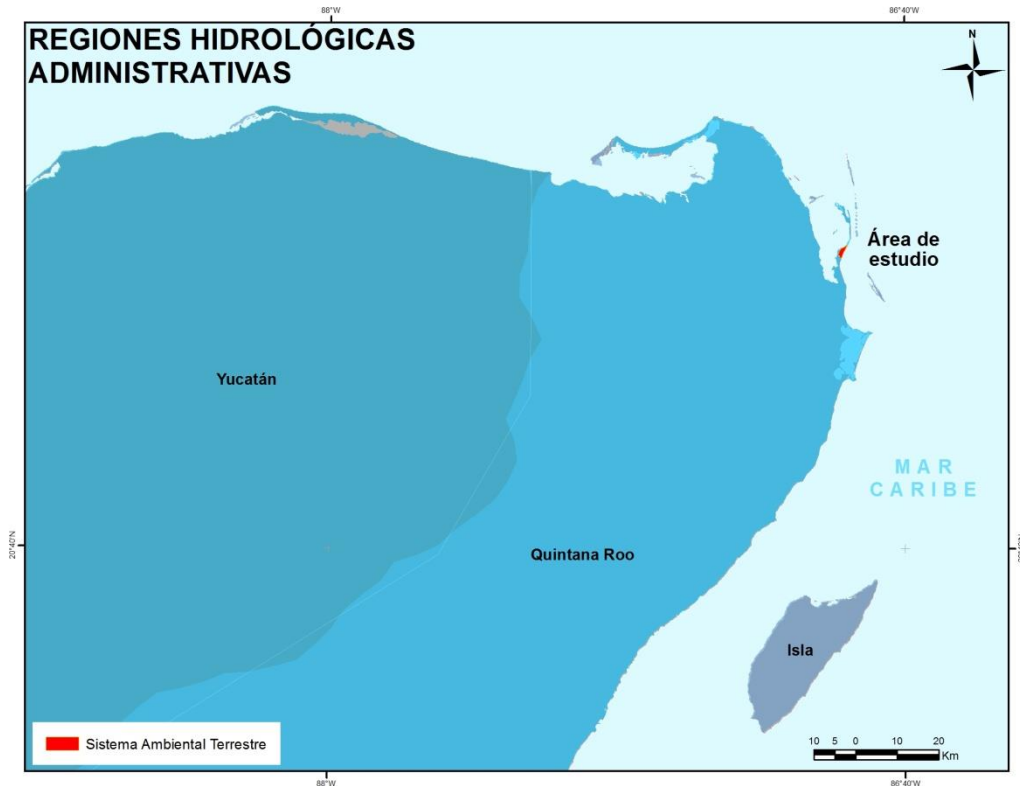 88°W
86°40'W
REGIONES HIDROLÓGICAS
ADMINISTRATIVAS
N
Área de
estudio
Yucatán
MAR
CARIBE
20°40'N
Quintana Roo
Isla
Sistema Ambiental Terrestre
10 5 0 10 20
Km
88°W
86°40'W